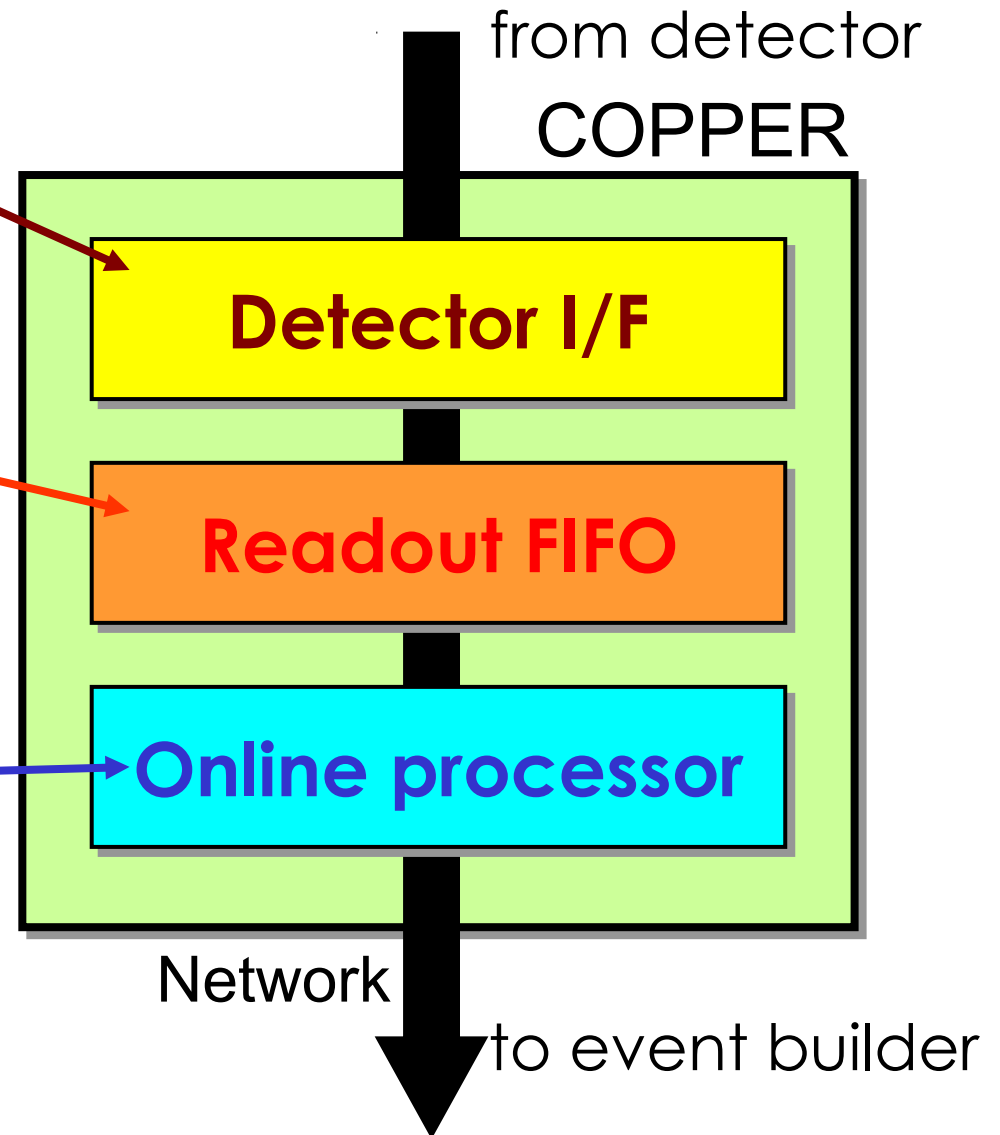 from detector
COPPER
Detector I/F
Readout FIFO
Online processor
Network
to event builder